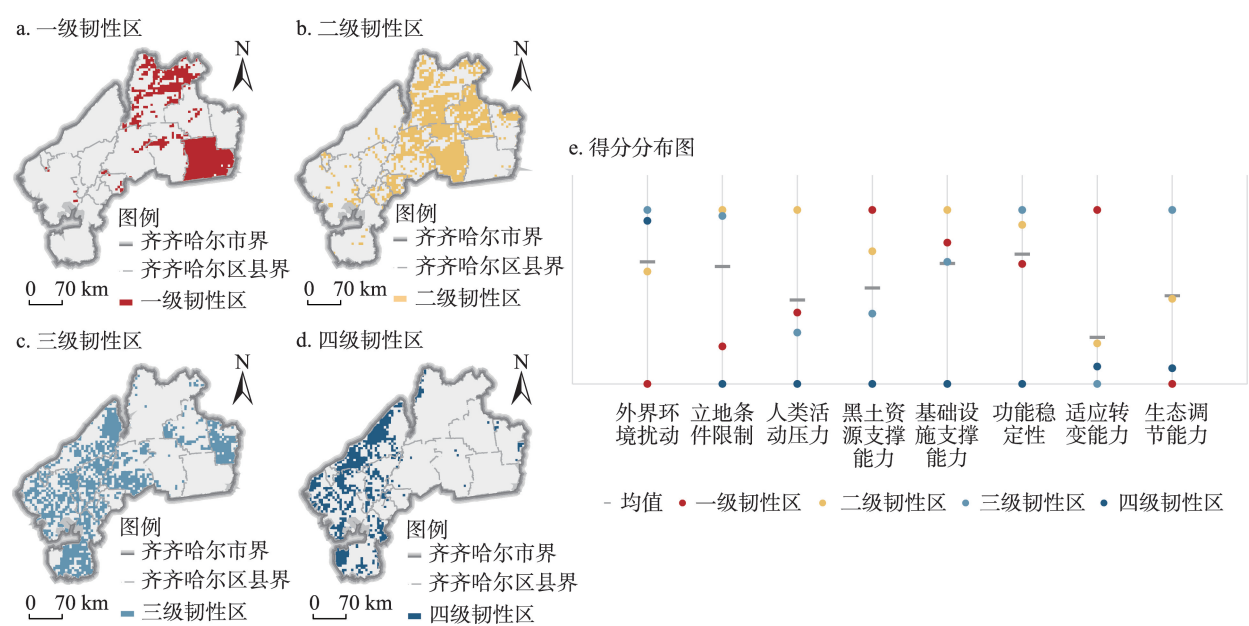 a. 一级韧性区
N
图例
齐齐哈尔市界
齐齐哈尔区县界
一级韧性区
0 70 km
b. 二级韧性区
N
图例
齐齐哈尔市界
齐齐哈尔区县界
二级韧性区
0 70 km
c. 三级韧性区
N
图例
齐齐哈尔市界
齐齐哈尔区县界
三级韧性区
0 70 km
d. 四级韧性区
N
图例
齐齐哈尔市界
齐齐哈尔区县界
四级韧性区
0 70 km
e. 得分分布图
外界环
境扰动
立地条
件限制
人类活
动压力
黑土资
源支撑
能力
基础设
施支撑
能力
功能稳
定性
适应转
变能力
生态调
节能力
均值 一级韧性区 二级韧性区 三级韧性区 四级韧性区